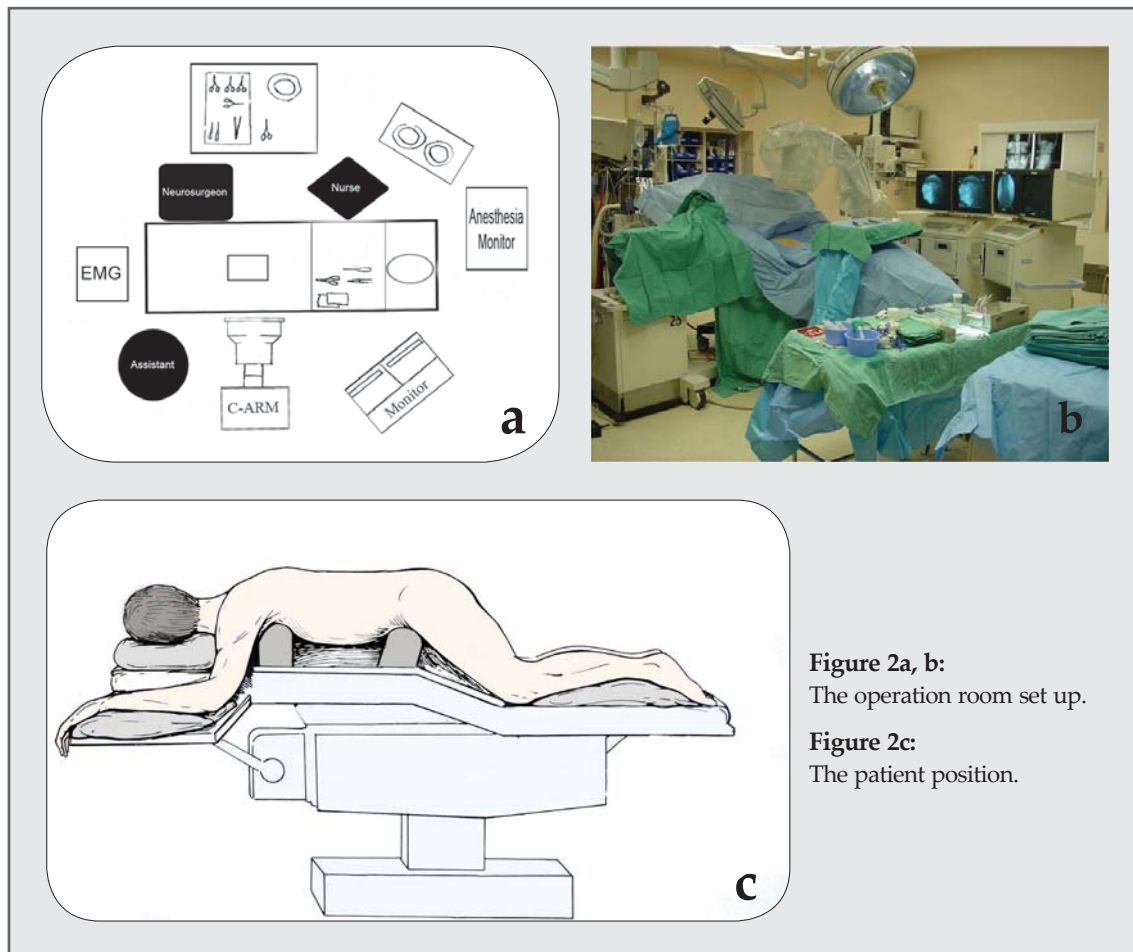 Neurosurgeon
Nurse
Anesthesia
Monitor
EMG
Assistant
C-ARM
Monitor
a
b
Figure 2a, b:
The operation room set up.
Figure 2c:
The patient position.
c